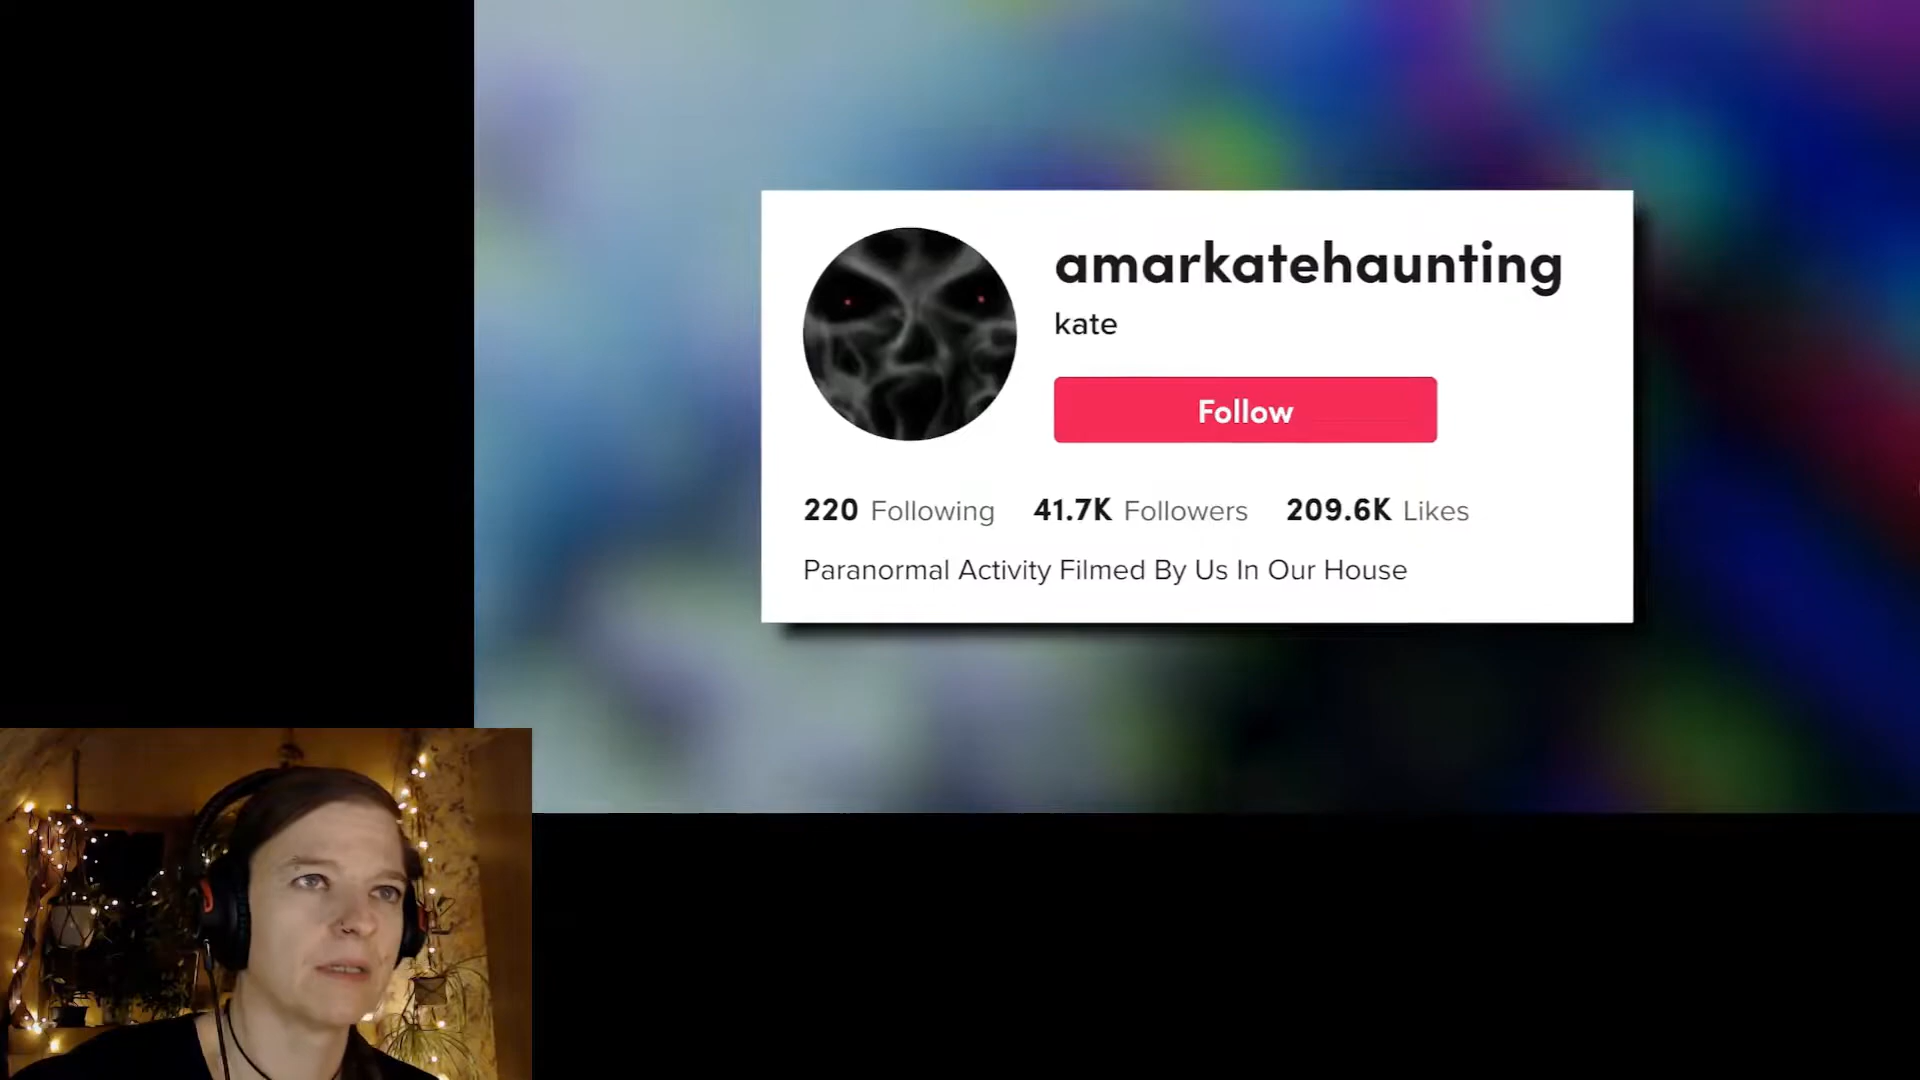 amarkatehaunting
kate
Follow
220 Following 41.7K Followers 209.6K Likes
Paranormal Activity Filmed By Us In Our House